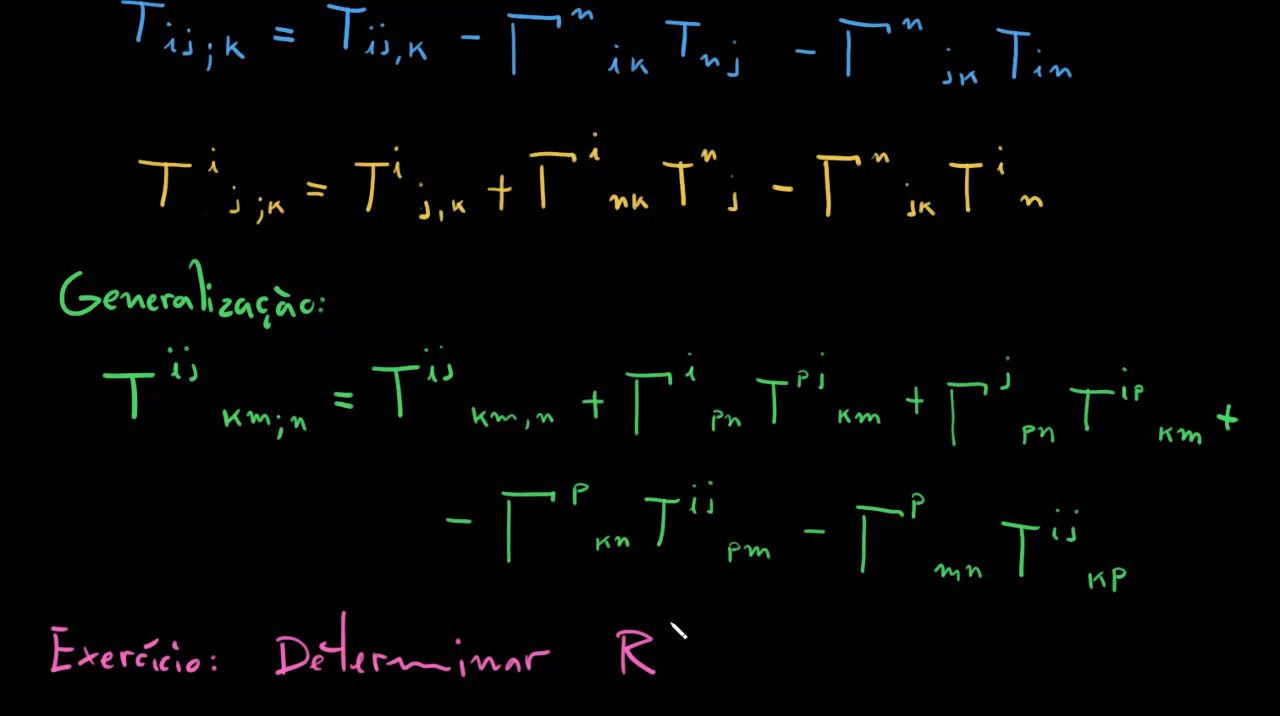 T_{ij;k} = T_{ij,k} - Γ^n_{ik} T_{nj} - Γ^n_{jk} T_{in}
T^i_{j;k} = T^i_{j,k} + Γ^i_{nk} T^n_j - Γ^n_{jk} T^i_n
Generalização:
T^{ij}_{km;n} = T^{ij}_{km,n} + Γ^i_{pn} T^{pj}_{km} + Γ^j_{pn} T^{ip}_{km} +
- Γ^p_{kn} T^{ij}_{pm} - Γ^p_{mn} T^{ij}_{kp}
Exercício: Determinar R